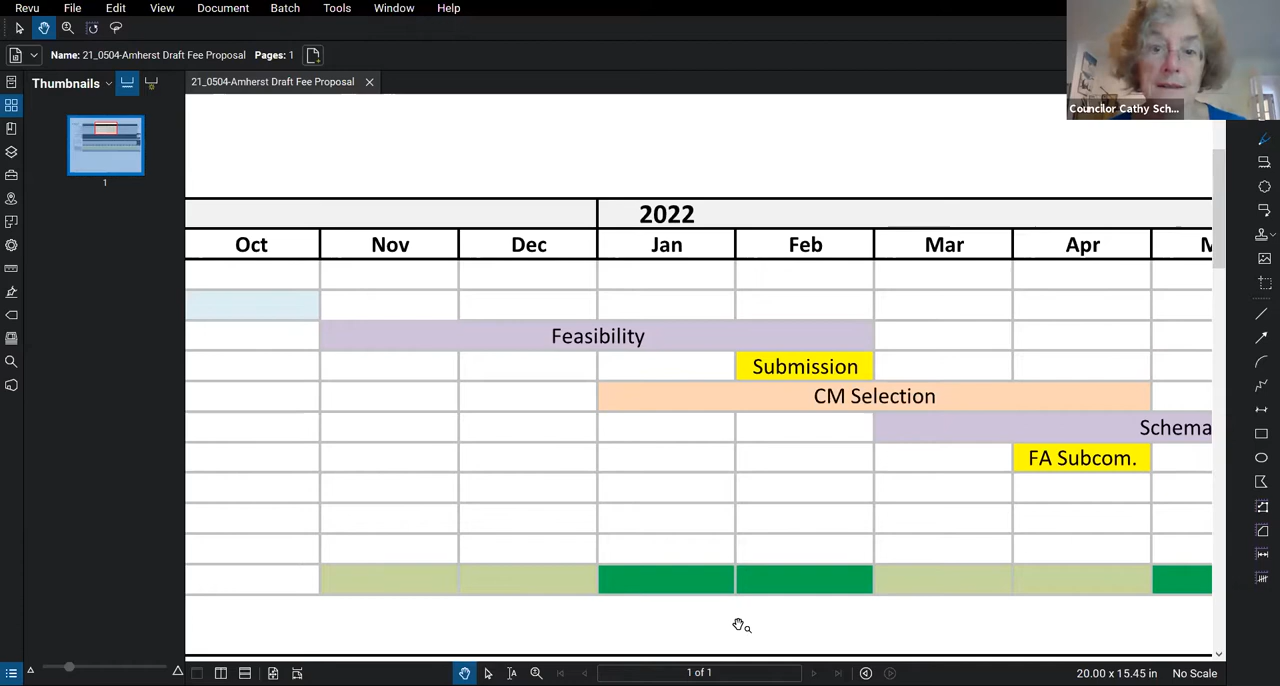 Revu File Edit View Document Batch Tools Window Help
Name: 21_0504-Amherst Draft Fee Proposal Pages: 1
Thumbnails
21_0504-Amherst Draft Fee Proposal
Councilor Cathy Sch...
1
2022
Oct Nov Dec Jan Feb Mar Apr M
Feasibility
Submission
CM Selection
Schema
FA Subcom.
1 of 1
20.00 x 15.45 in No Scale